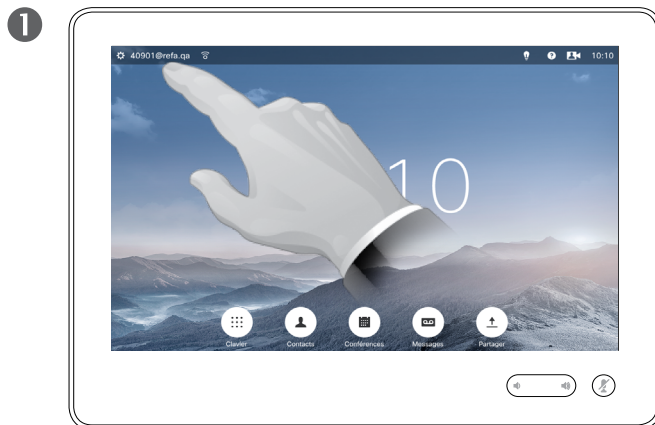 1
40901@refa.qa
10:10
10
Clavier
Contacts
Conférences
Messages
Partager